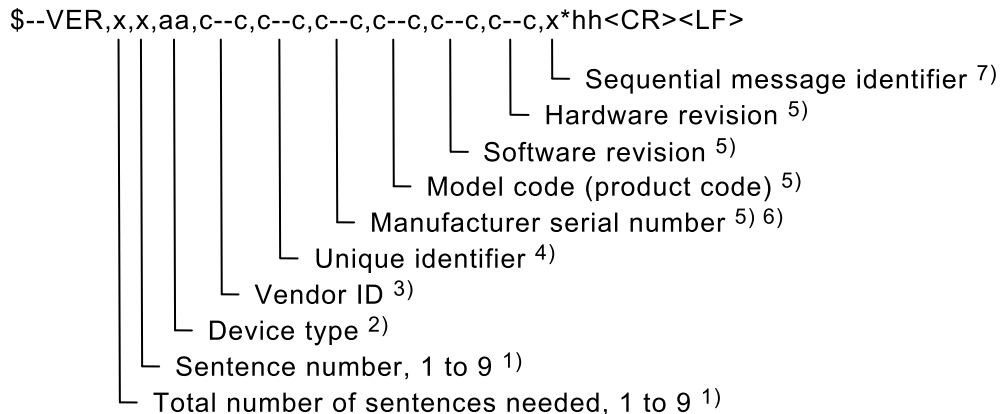 $--VER,x,x,aa,c--c,c--c,c--c,c--c,c--c,c--c,x*hh<CR><LF>
Sequential message identifier 7)
Hardware revision 5)
Software revision 5)
Model code (product code) 5)
Manufacturer serial number 5) 6)
Unique identifier 4)
Vendor ID 3)
Device type 2)
Sentence number, 1 to 9 1)
Total number of sentences needed, 1 to 9 1)